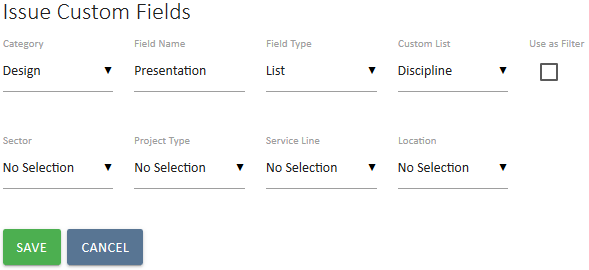 Issue Custom Fields
Category Field Name Field Type Custom List Use as Filter
Design Presentation List Discipline
Sector Project Type Service Line Location
No Selection No Selection No Selection No Selection
SAVE CANCEL